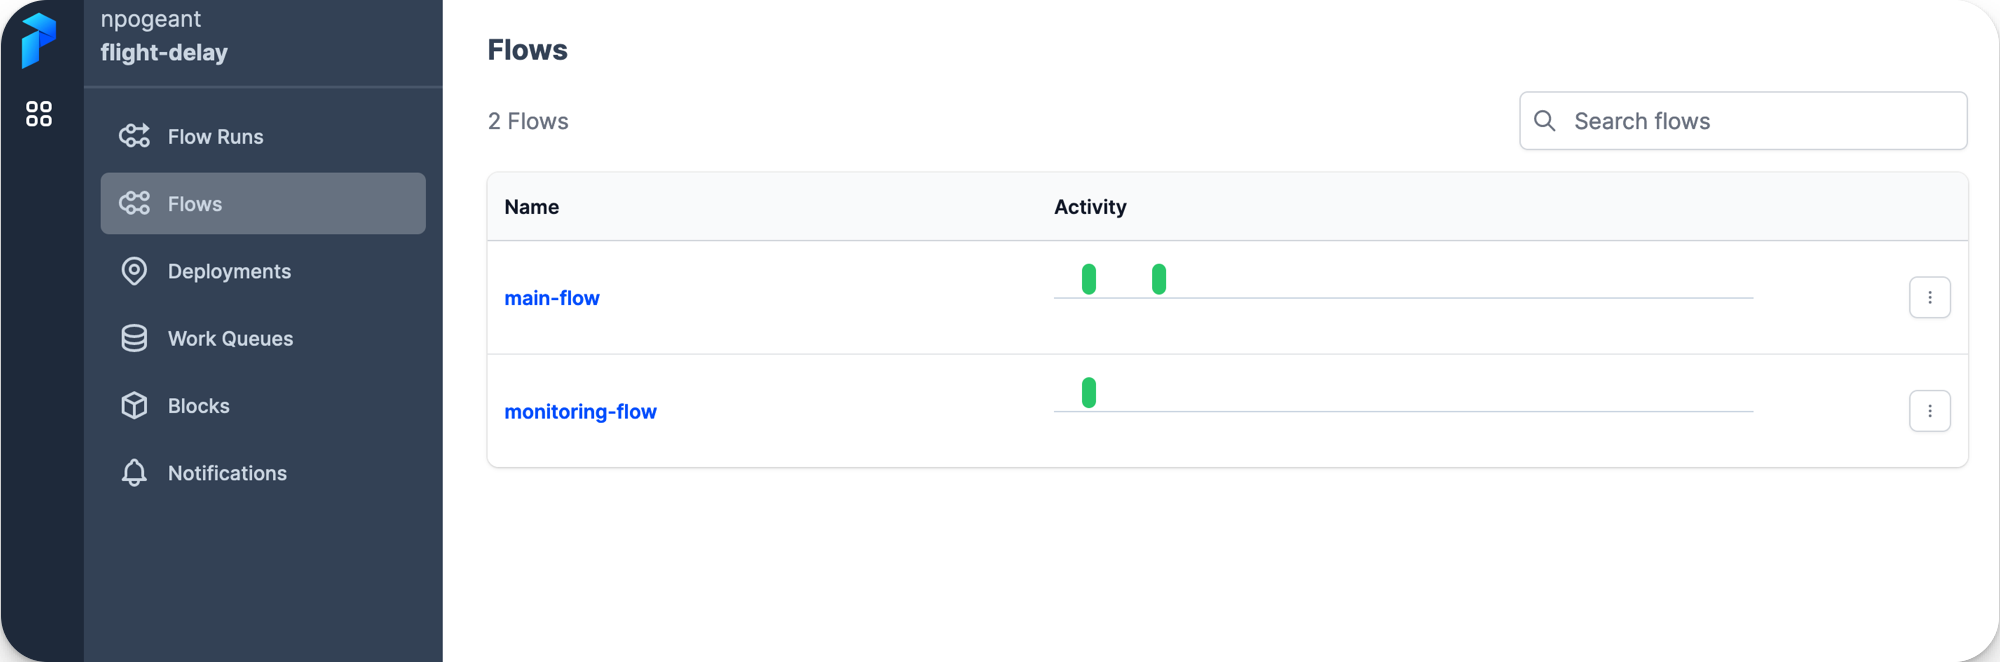 npogeant
flight-delay
Flow Runs
Flows
Deployments
Work Queues
Blocks
Notifications
Flows
2 Flows
Search flows
Name Activity
main-flow
monitoring-flow